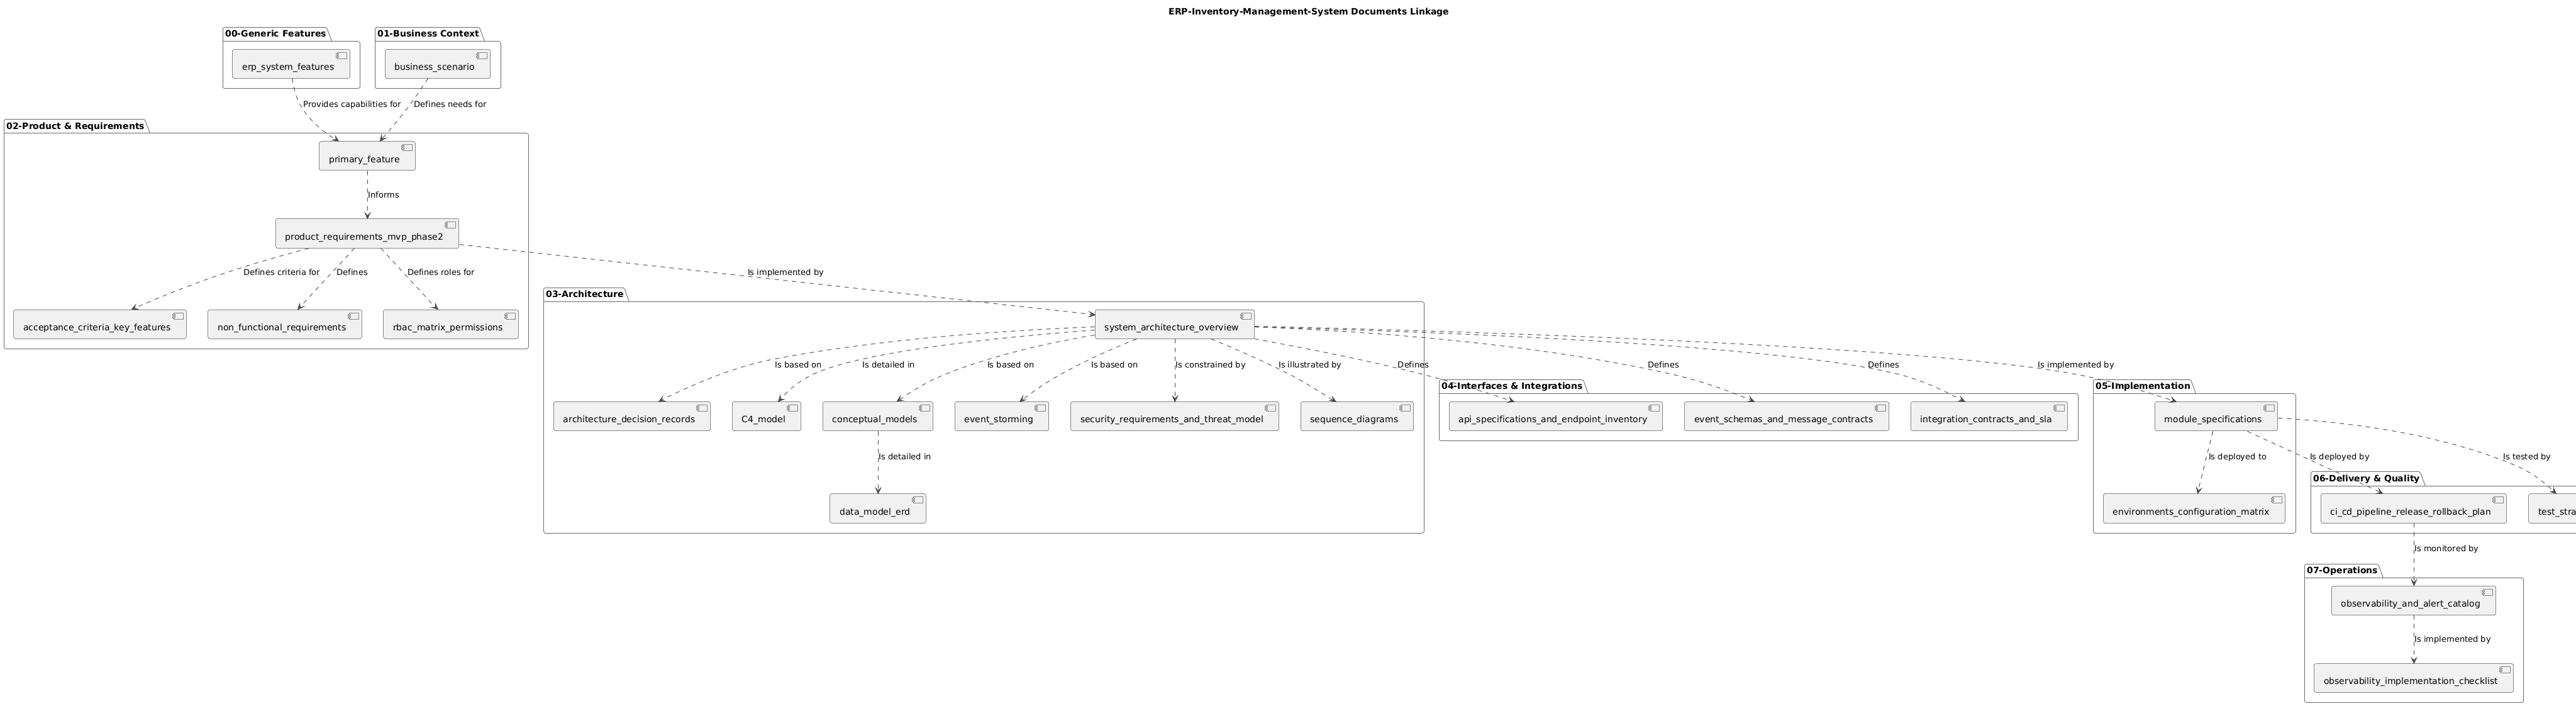 ERP-Inventory-Management-System Documents Linkage
00-Generic Features
01-Business Context
erp_system_features
business_scenario
Provides capabilities for
Defines needs for
02-Product & Requirements
primary_feature
Informs
product_requirements_mvp_phase2
Defines criteria for
Defines
Defines roles for
Is implemented by
acceptance_criteria_key_features
non_functional_requirements
rbac_matrix_permissions
03-Architecture
system_architecture_overview
Is based on
Is detailed in
Is based on
Is based on
Is constrained by
Is illustrated by
Defines
Defines
Defines
Is implemented by
architecture_decision_records
C4_model
conceptual_models
event_storming
security_requirements_and_threat_model
sequence_diagrams
Is detailed in
data_model_erd
04-Interfaces & Integrations
api_specifications_and_endpoint_inventory
event_schemas_and_message_contracts
integration_contracts_and_sla
05-Implementation
module_specifications
Is deployed to
Is deployed by
Is tested by
environments_configuration_matrix
06-Delivery & Quality
ci_cd_pipeline_release_rollback_plan
Is monitored by
07-Operations
observability_and_alert_catalog
Is implemented by
observability_implementation_checklist